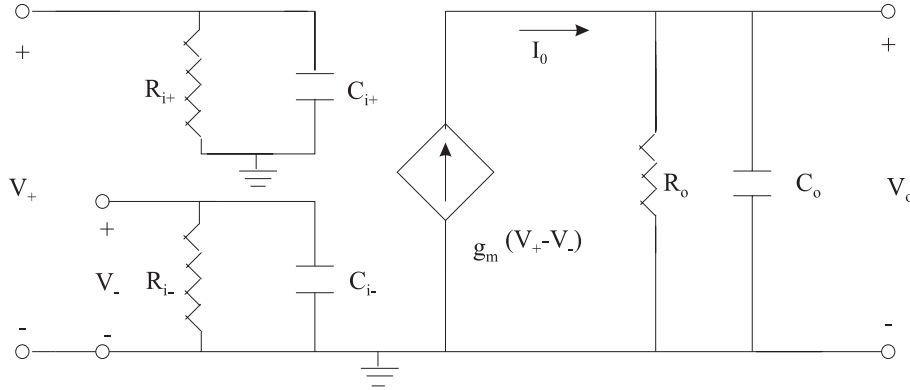 +
I₀
+
Rᵢ₊
Cᵢ₊
V₊
Rₒ
Cₒ
Vₒ
+
gₘ (V₊-V₋)
V₋
Rᵢ₋
Cᵢ₋
-
-
-